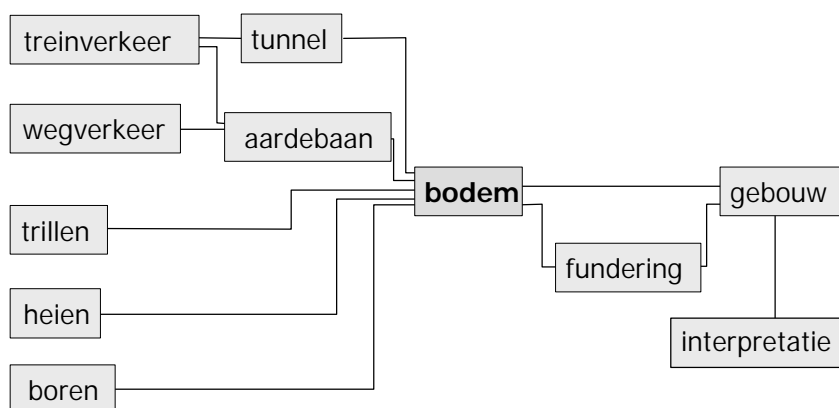 treinverkeer
tunnel
wegverkeer
aardebaan
bodem
gebouw
trillen
fundering
heien
interpretatie
boren